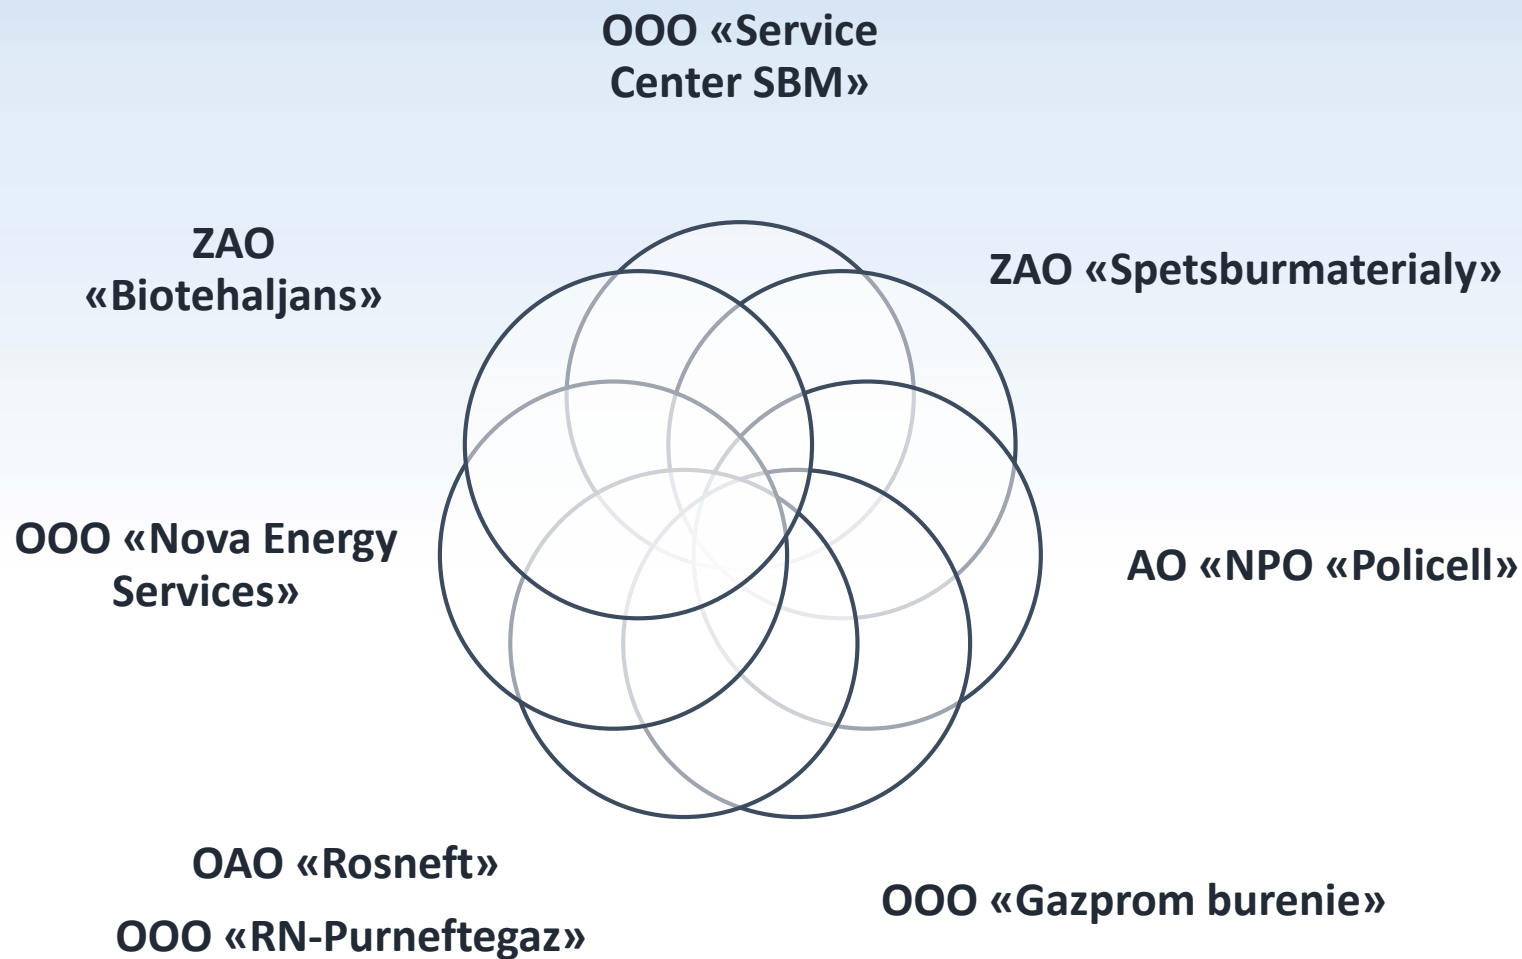 OOO «Service
Center SBM»
ZAO
«Biotehaljans»
ZAO «Spetsburmaterialy»
OOO «Nova Energy
Services»
AO «NPO «Policell»
OAO «Rosneft»
OOO «RN-Purneftegaz»
OOO «Gazprom burenie»